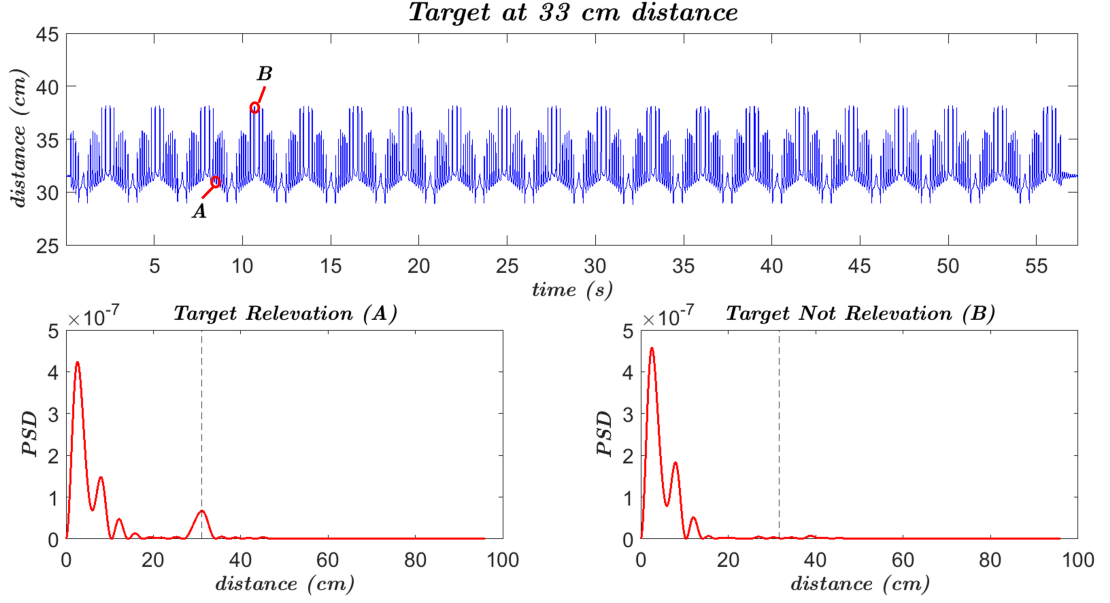 Target at 33 cm distance
distance (cm)
45
40
35
30
25
B
A
5 10 15 20 25 30 35 40 45 50 55
time (s)
Target Relevation (A)
×10-7
PSD
5
4
3
2
1
0
0 20 40 60 80 100
distance (cm)
Target Not Relevation (B)
×10-7
PSD
5
4
3
2
1
0
0 20 40 60 80 100
distance (cm)